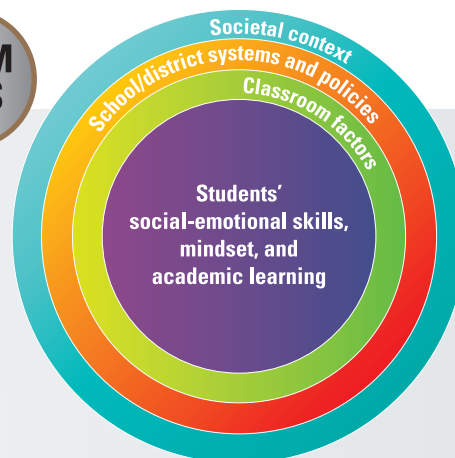 Societal context
School/district systems and policies
Classroom factors
Students’
social-emotional skills,
mindset, and
academic learning